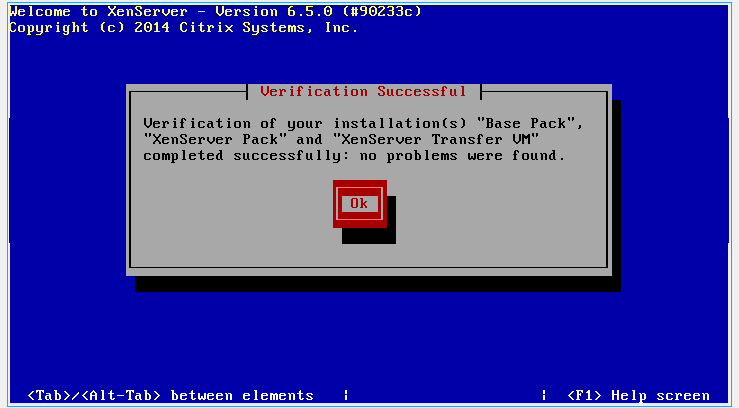 Welcome to XenServer - Version 6.5.0 (#90233c)
Copyright (c) 2014 Citrix Systems, Inc.
Verification Successful
Verification of your installation(s) "Base Pack",
"XenServer Pack" and "XenServer Transfer VM"
completed successfully: no problems were found.
Ok
<Tab>/<Alt-Tab> between elements | | <F1> Help screen